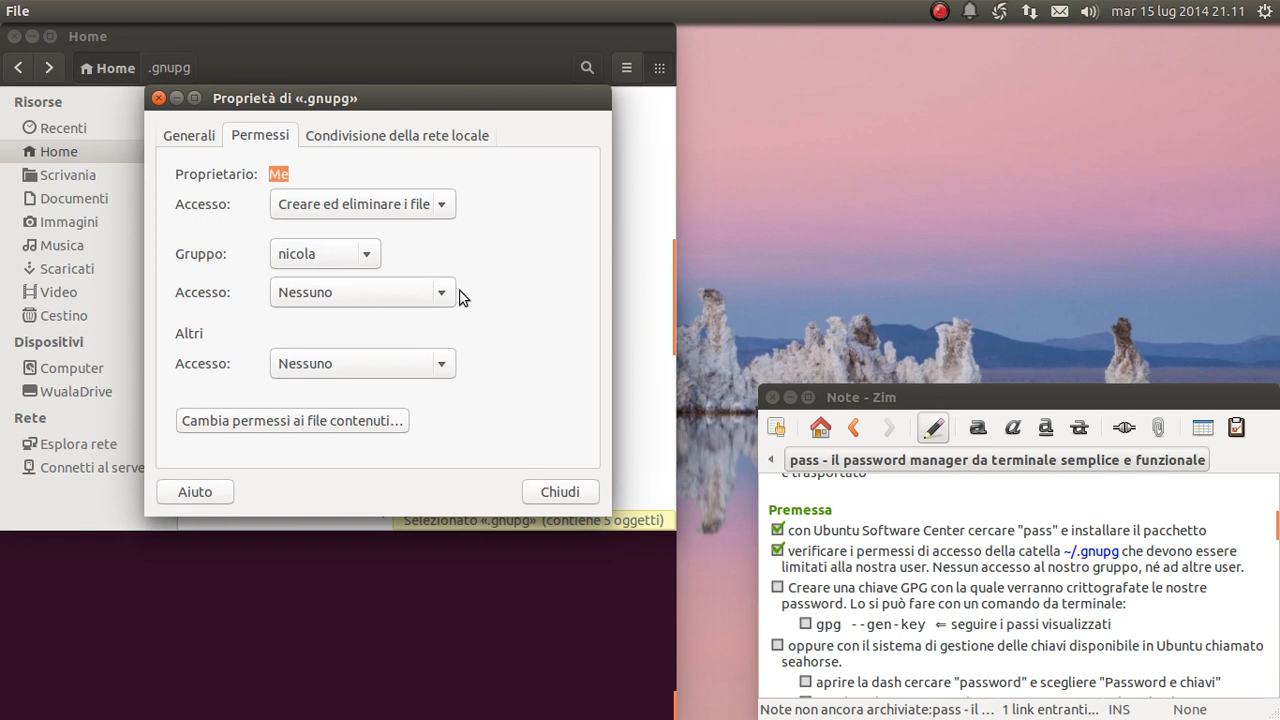 File
mar 15 lug 2014 21.11
Home
Home .gnupg
Risorse
Recenti
Home
Scrivania
Documenti
Immagini
Musica
Scaricati
Video
Cestino
Dispositivi
Computer
WualaDrive
Rete
Esplora rete
Connetti al serve
Proprietà di «.gnupg»
Generali Permessi Condivisione della rete locale
Proprietario: Me
Accesso: Creare ed eliminare i file
Gruppo: nicola
Accesso: Nessuno
Altri
Accesso: Nessuno
Cambia permessi ai file contenuti...
Aiuto Chiudi
Selezionato «.gnupg» (contiene 5 oggetti)
Note - Zim
pass - il password manager da terminale semplice e funzionale
e trasportato
Premessa
con Ubuntu Software Center cercare "pass" e installare il pacchetto
verificare i permessi di accesso della catella ~/.gnupg che devono essere
limitati alla nostra user. Nessun accesso al nostro gruppo, né ad altre user.
Creare una chiave GPG con la quale verranno crittografate le nostre
password. Lo si può fare con un comando da terminale:
gpg --gen-key ⇐ seguire i passi visualizzati
oppure con il sistema di gestione delle chiavi disponibile in Ubuntu chiamato
seahorse.
aprire la dash cercare "password" e scegliere "Password e chiavi"
Note non ancora archiviate:pass - il ... 1 link entranti... INS None